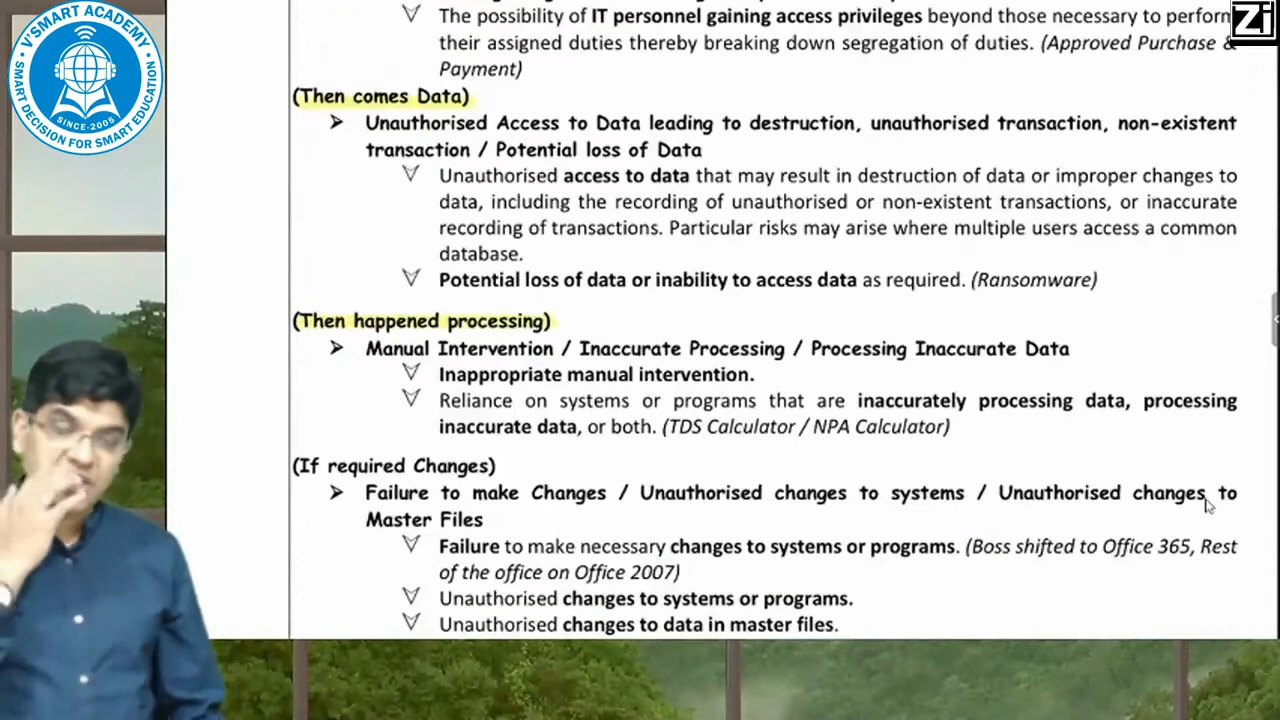 V'SMART ACADEMY
SINCE-2005
SMART DECISION FOR SMART EDUCATION
Zi
The possibility of IT personnel gaining access privileges beyond those necessary to perform
their assigned duties thereby breaking down segregation of duties. (Approved Purchase &
Payment)
(Then comes Data)
Unauthorised Access to Data leading to destruction, unauthorised transaction, non-existent
transaction / Potential loss of Data
Unauthorised access to data that may result in destruction of data or improper changes to
data, including the recording of unauthorised or non-existent transactions, or inaccurate
recording of transactions. Particular risks may arise where multiple users access a common
database.
Potential loss of data or inability to access data as required. (Ransomware)
(Then happened processing)
Manual Intervention / Inaccurate Processing / Processing Inaccurate Data
Inappropriate manual intervention.
Reliance on systems or programs that are inaccurately processing data, processing
inaccurate data, or both. (TDS Calculator / NPA Calculator)
(If required Changes)
Failure to make Changes / Unauthorised changes to systems / Unauthorised changes to
Master Files
Failure to make necessary changes to systems or programs. (Boss shifted to Office 365, Rest
of the office on Office 2007)
Unauthorised changes to systems or programs.
Unauthorised changes to data in master files.